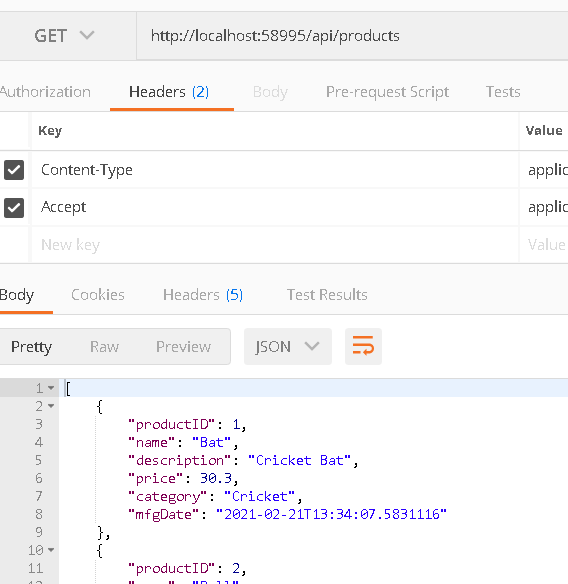 GET http://localhost:58995/api/products
Authorization Headers (2) Body Pre-request Script Tests
Key Value
Content-Type applic
Accept applic
New key Value
Body Cookies Headers (5) Test Results
Pretty Raw Preview JSON
1 [
2 {
3 "productID": 1,
4 "name": "Bat",
5 "description": "Cricket Bat",
6 "price": 30.3,
7 "category": "Cricket",
8 "mfgDate": "2021-02-21T13:34:07.5831116"
9 },
10 {
11 "productID": 2,